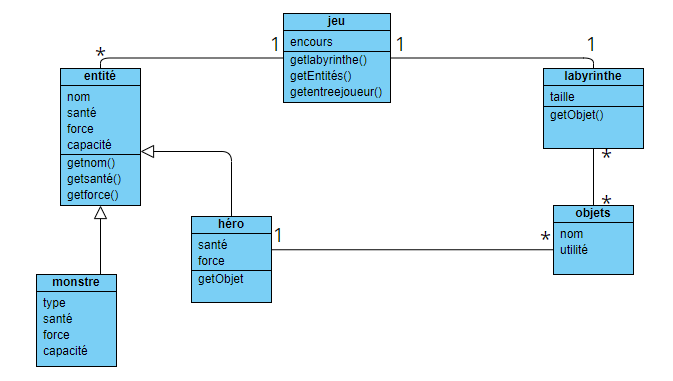 jeu
encours
getlabyrinthe()
getEntités()
getentreejoueur()
1
1
*
1
entité
nom
santé
force
capacité
getnom()
getsanté()
getforce()
labyrinthe
taille
getObjet()
*
*
objets
nom
utilité
héro
santé
force
getObjet
1
*
monstre
type
santé
force
capacité